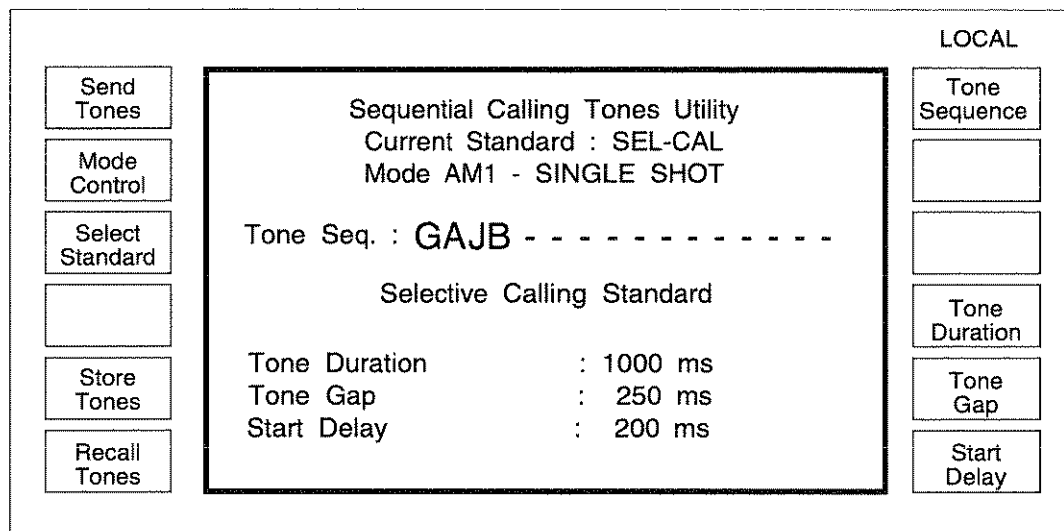 LOCAL
Send
Tones
Mode
Control
Select
Standard
Store
Tones
Recall
Tones
Sequential Calling Tones Utility
Current Standard : SEL-CAL
Mode AM1 - SINGLE SHOT
Tone Seq. : GAJB - - - - - - - - - - - -
Selective Calling Standard
Tone Duration : 1000 ms
Tone Gap : 250 ms
Start Delay : 200 ms
Tone
Sequence
Tone
Duration
Tone
Gap
Start
Delay